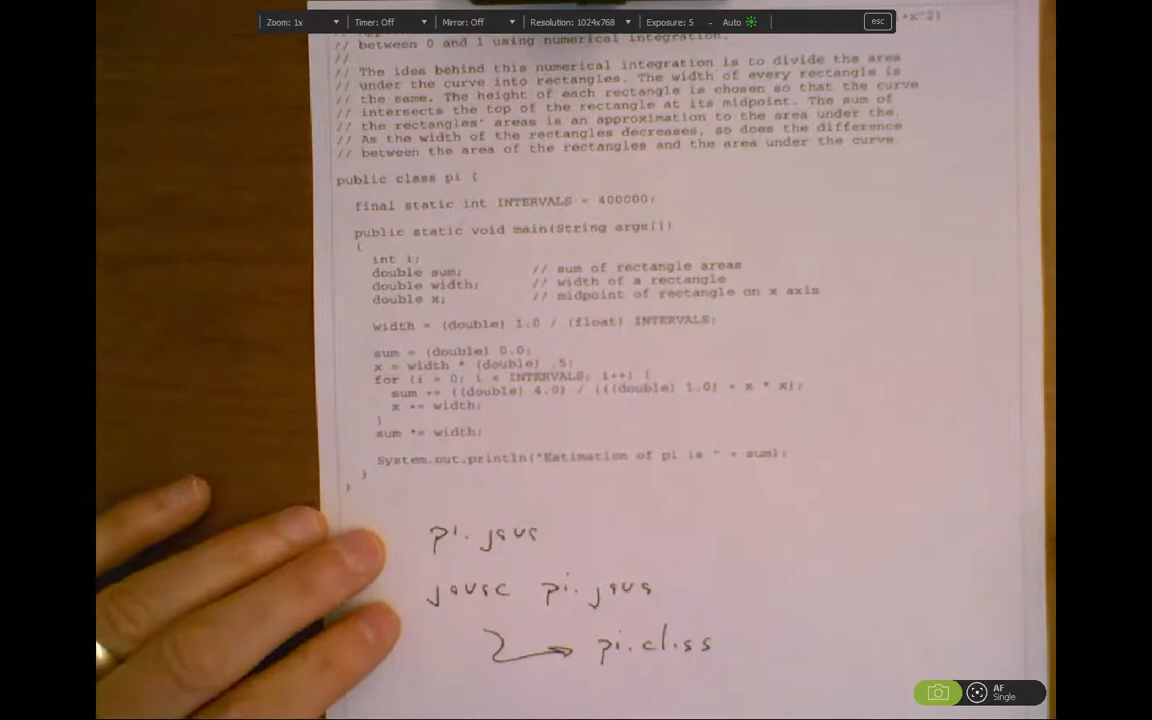 Zoom: 1x Timer: Off Mirror: Off Resolution: 1024x768 Exposure: 5 - Auto esc
+x^2)
// between 0 and 1 using numerical integration.
//
// The idea behind this numerical integration is to divide the area
// under the curve into rectangles. The width of every rectangle is
// the same. The height of each rectangle is chosen so that the curve
// intersects the top of the rectangle at its midpoint. The sum of
// the rectangles' areas is an approximation to the area under the.
// As the width of the rectangles decreases, so does the difference
// between the area of the rectangles and the area under the curve.
public class pi {
final static int INTERVALS = 400000;
public static void main(String args[])
{
int i;
double sum; // sum of rectangle areas
double width; // width of a rectangle
double x; // midpoint of rectangle on x axis
width = (double) 1.0 / (float) INTERVALS;
sum = (double) 0.0;
x = width * (double) .5;
for (i = 0; i < INTERVALS; i++) {
sum += ((double) 4.0) / (((double) 1.0) + x * x);
x += width;
}
sum *= width;
System.out.println("Estimation of pi is " + sum);
}
}
pi.java
javac pi.java
→ pi.class
AF
Single